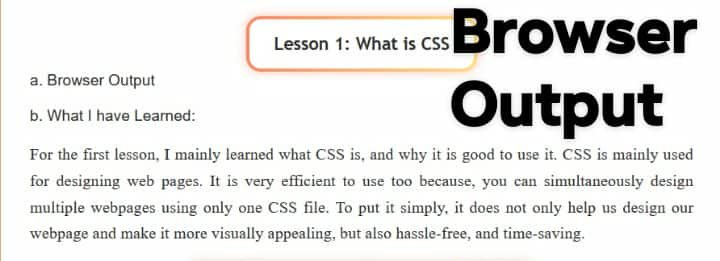 Lesson 1: What is CSS
Browser
Output
a. Browser Output
b. What I have Learned:
For the first lesson, I mainly learned what CSS is, and why it is good to use it. CSS is mainly used
for designing web pages. It is very efficient to use too because, you can simultaneously design
multiple webpages using only one CSS file. To put it simply, it does not only help us design our
webpage and make it more visually appealing, but also hassle-free, and time-saving.